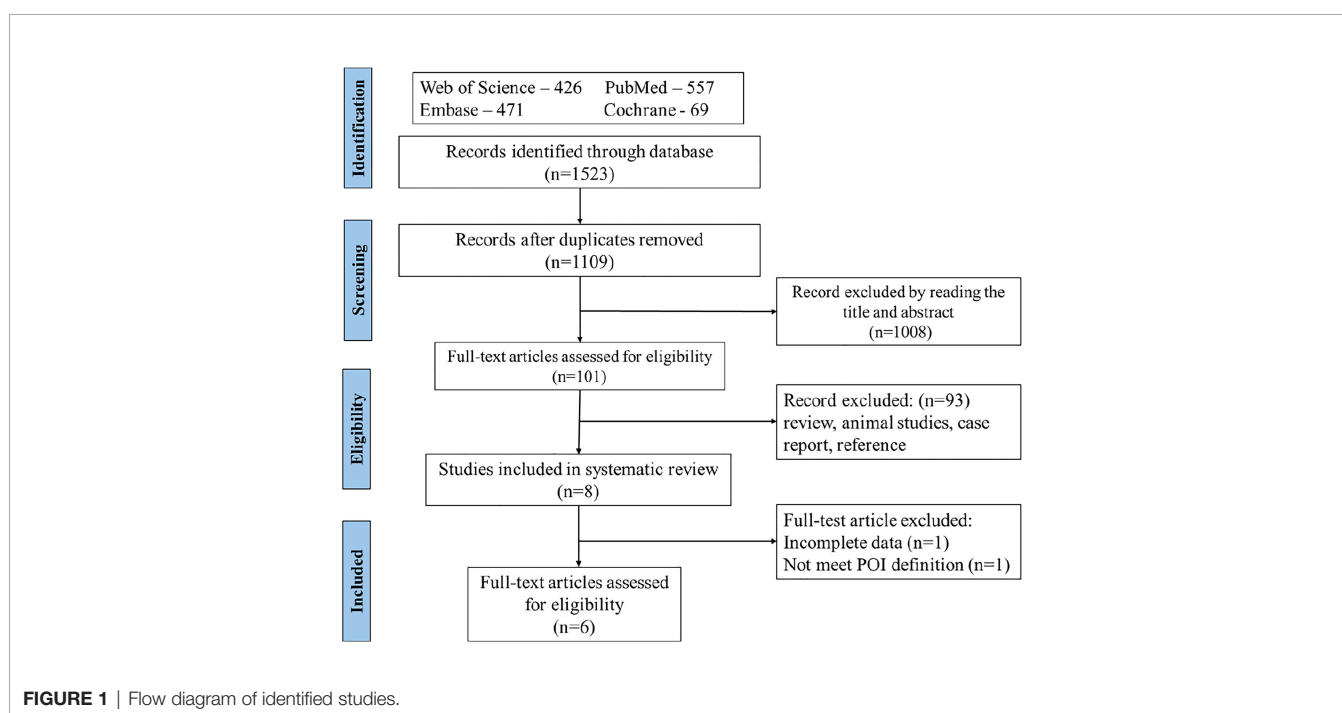 Identification
Web of Science – 426 PubMed – 557
Embase – 471 Cochrane - 69
Records identified through database
(n=1523)
Screening
Records after duplicates removed
(n=1109)
Record excluded by reading the
title and abstract
(n=1008)
Full-text articles assessed for eligibility
(n=101)
Eligibility
Record excluded: (n=93)
review, animal studies, case
report, reference
Studies included in systematic review
(n=8)
Included
Full-test article excluded:
Incomplete data (n=1)
Not meet POI definition (n=1)
Full-text articles assessed
for eligibility
(n=6)
FIGURE 1 | Flow diagram of identified studies.